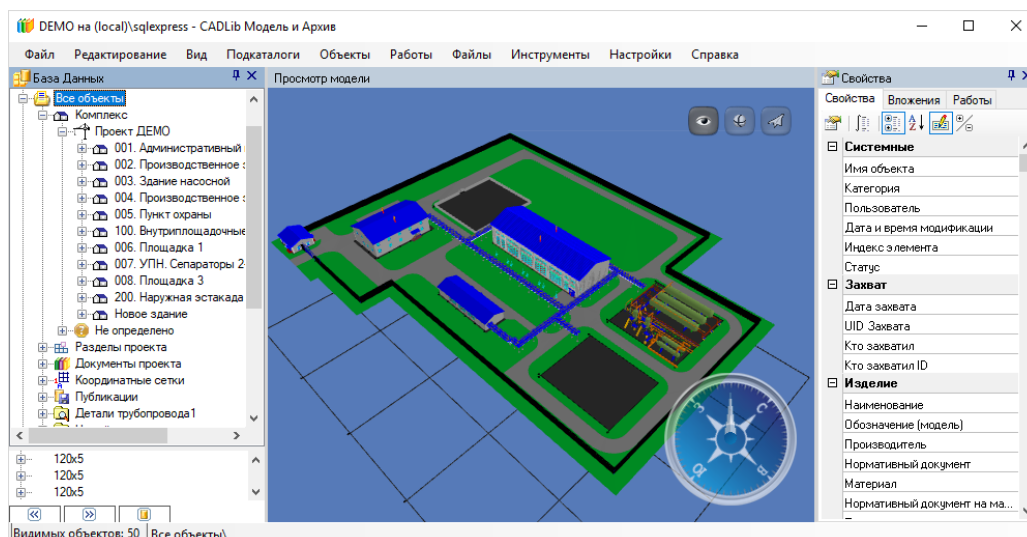 DEMO на (local)\sqlexpress - CADLib Модель и Архив
Файл Редактирование Вид Подкаталоги Объекты Работы Файлы Инструменты Настройки Справка
База Данных
Все объекты
Комплекс
Проект ДЕМО
001. Административный
002. Производственное
003. Здание насосной
004. Производственное
005. Пункт охраны
100. Внутриплощадочные
006. Площадка 1
007. УПН. Сепараторы 2-
008. Площадка 3
200. Наружная эстакада
Новое здание
Не определено
Разделы проекта
Документы проекта
Координатные сетки
Публикации
Детали трубопровода1
120x5
120x5
120x5
Видимых объектов: 50 Все объекты\
Просмотр модели
З С Ю В
Свойства
Свойства Вложения Работы
Системные
Имя объекта
Категория
Пользователь
Дата и время модификации
Индекс элемента
Статус
Захват
Дата захвата
UID Захвата
Кто захватил
Кто захватил ID
Изделие
Наименование
Обозначение (модель)
Производитель
Нормативный документ
Материал
Нормативный документ на ма...